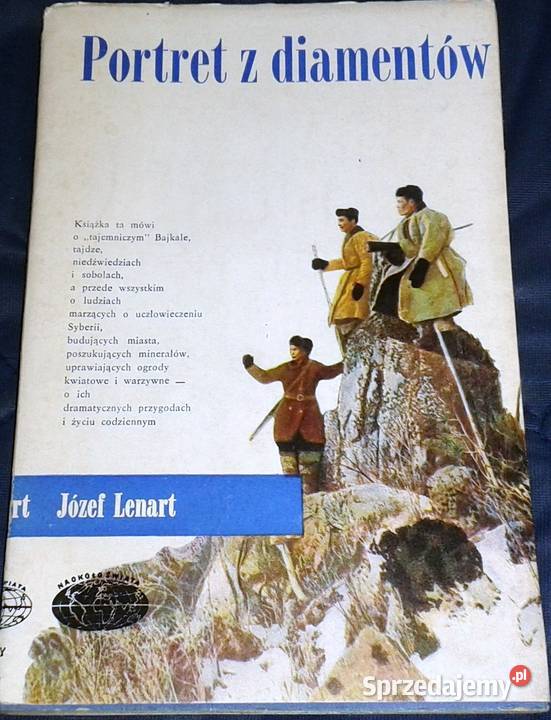 Portret z diamentów
Książka ta mówi
o „tajemniczym" Bajkale,
tajdze,
niedźwiedziach
i sobolach,
a przede wszystkim
o ludziach
marzących o uczłowieczeniu
Syberii,
budujących miasta,
poszukujących minerałów,
uprawiających ogrody
kwiatowe i warzywne —
o ich
dramatycznych przygodach
i życiu codziennym
rt Józef Lenart
NAOKOŁO ŚWIATA
Y
Sprzedajemy.pl